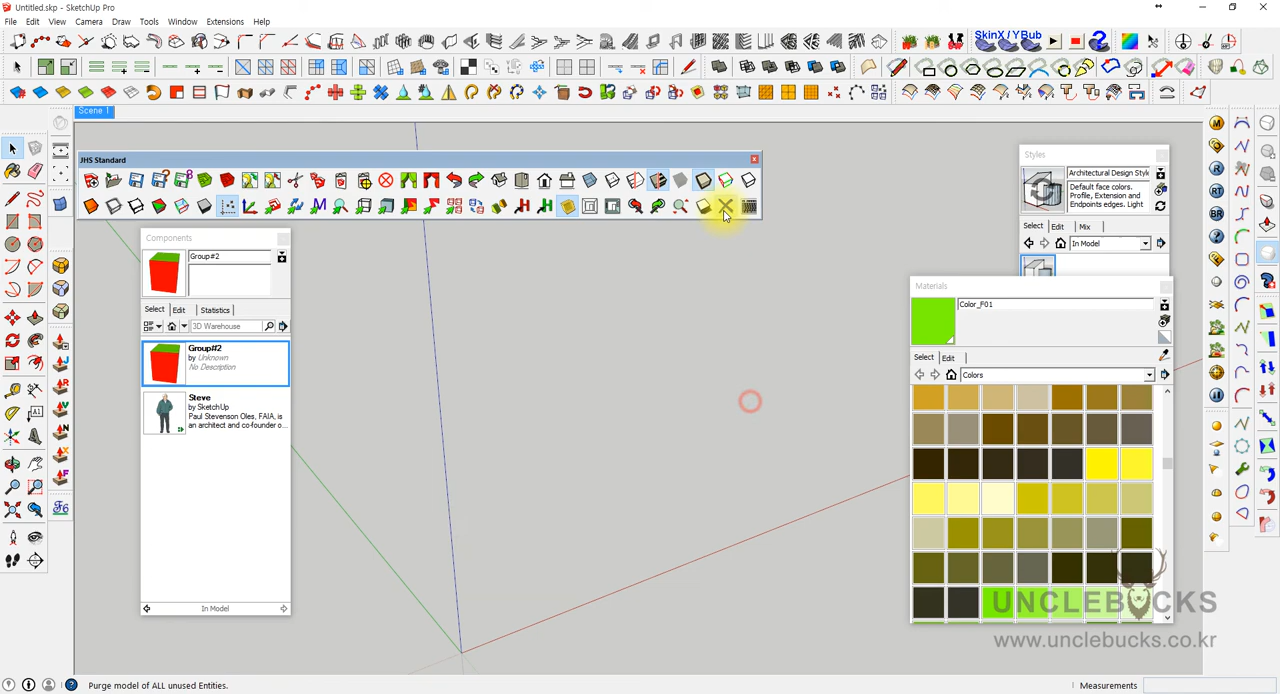 Untitled.skp - SketchUp Pro
File Edit View Camera Draw Tools Window Extensions Help
SkinX / YBub
Scene 1
JHS Standard
Components
Group#2
Select Edit Statistics
3D Warehouse
Group#2
by Unknown
No Description
Steve
by SketchUp
Paul Stevenson Oles, FAIA, is
an architect and co-founder o...
In Model
Styles
Architectural Design Style
Default face colors.
Profile, Extension and
Endpoints edges. Light
Select Edit Mix
In Model
Materials
Color_F01
Select Edit
Colors
M
R
RT
BR
A1
F6
UNCLEBUCKS
www.unclebucks.co.kr
Purge model of ALL unused Entities.
Measurements